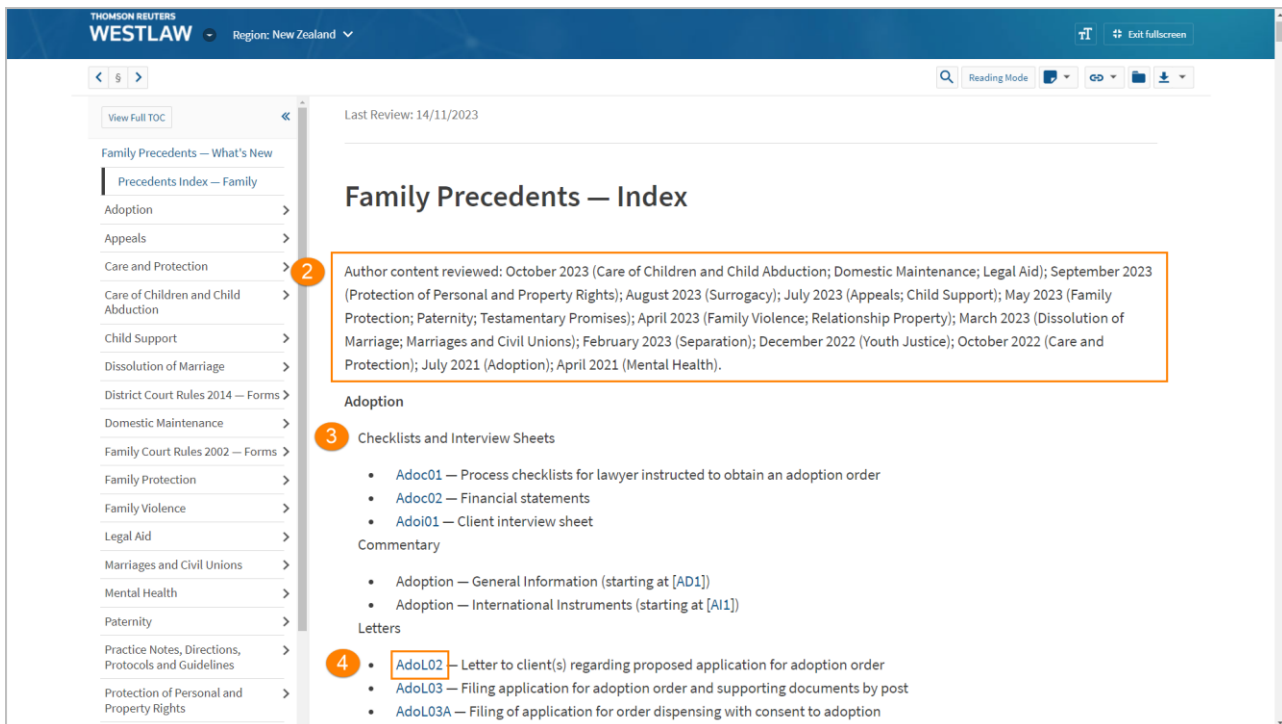 THOMSON REUTERS
WESTLAW
Region: New Zealand
Exit fullscreen
§
Reading Mode
View Full TOC
Family Precedents — What's New
Precedents Index — Family
Adoption
Appeals
Care and Protection
Care of Children and Child
Abduction
Child Support
Dissolution of Marriage
District Court Rules 2014 — Forms
Domestic Maintenance
Family Court Rules 2002 — Forms
Family Protection
Family Violence
Legal Aid
Marriages and Civil Unions
Mental Health
Paternity
Practice Notes, Directions,
Protocols and Guidelines
Protection of Personal and
Property Rights
Last Review: 14/11/2023
Family Precedents — Index
2
Author content reviewed: October 2023 (Care of Children and Child Abduction; Domestic Maintenance; Legal Aid); September 2023
(Protection of Personal and Property Rights); August 2023 (Surrogacy); July 2023 (Appeals; Child Support); May 2023 (Family
Protection; Paternity; Testamentary Promises); April 2023 (Family Violence; Relationship Property); March 2023 (Dissolution of
Marriage; Marriages and Civil Unions); February 2023 (Separation); December 2022 (Youth Justice); October 2022 (Care and
Protection); July 2021 (Adoption); April 2021 (Mental Health).
Adoption
3 Checklists and Interview Sheets
• Adoc01 — Process checklists for lawyer instructed to obtain an adoption order
• Adoc02 — Financial statements
• Adoi01 — Client interview sheet
Commentary
• Adoption — General Information (starting at [AD1])
• Adoption — International Instruments (starting at [AI1])
Letters
4 • AdoL02 — Letter to client(s) regarding proposed application for adoption order
• AdoL03 — Filing application for adoption order and supporting documents by post
• AdoL03A — Filing of application for order dispensing with consent to adoption